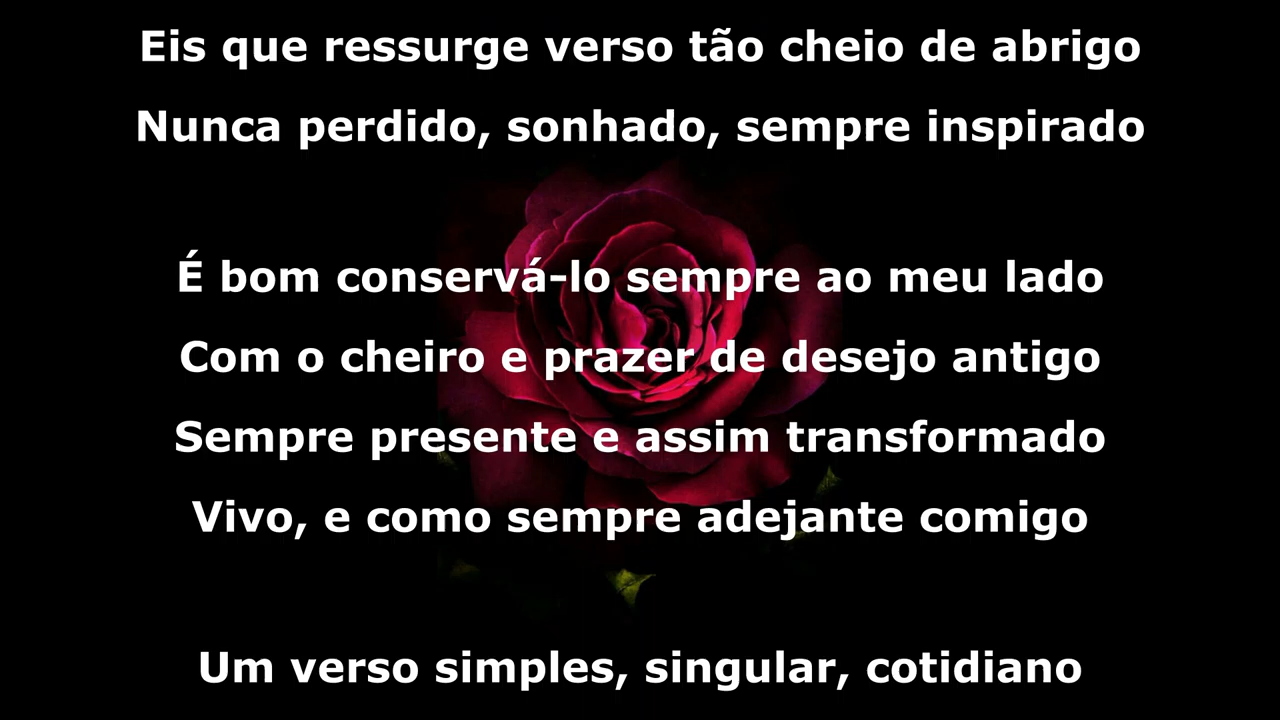 Eis que ressurge verso tão cheio de abrigo
Nunca perdido, sonhado, sempre inspirado
É bom conservá-lo sempre ao meu lado
Com o cheiro e prazer de desejo antigo
Sempre presente e assim transformado
Vivo, e como sempre adejante comigo
Um verso simples, singular, cotidiano